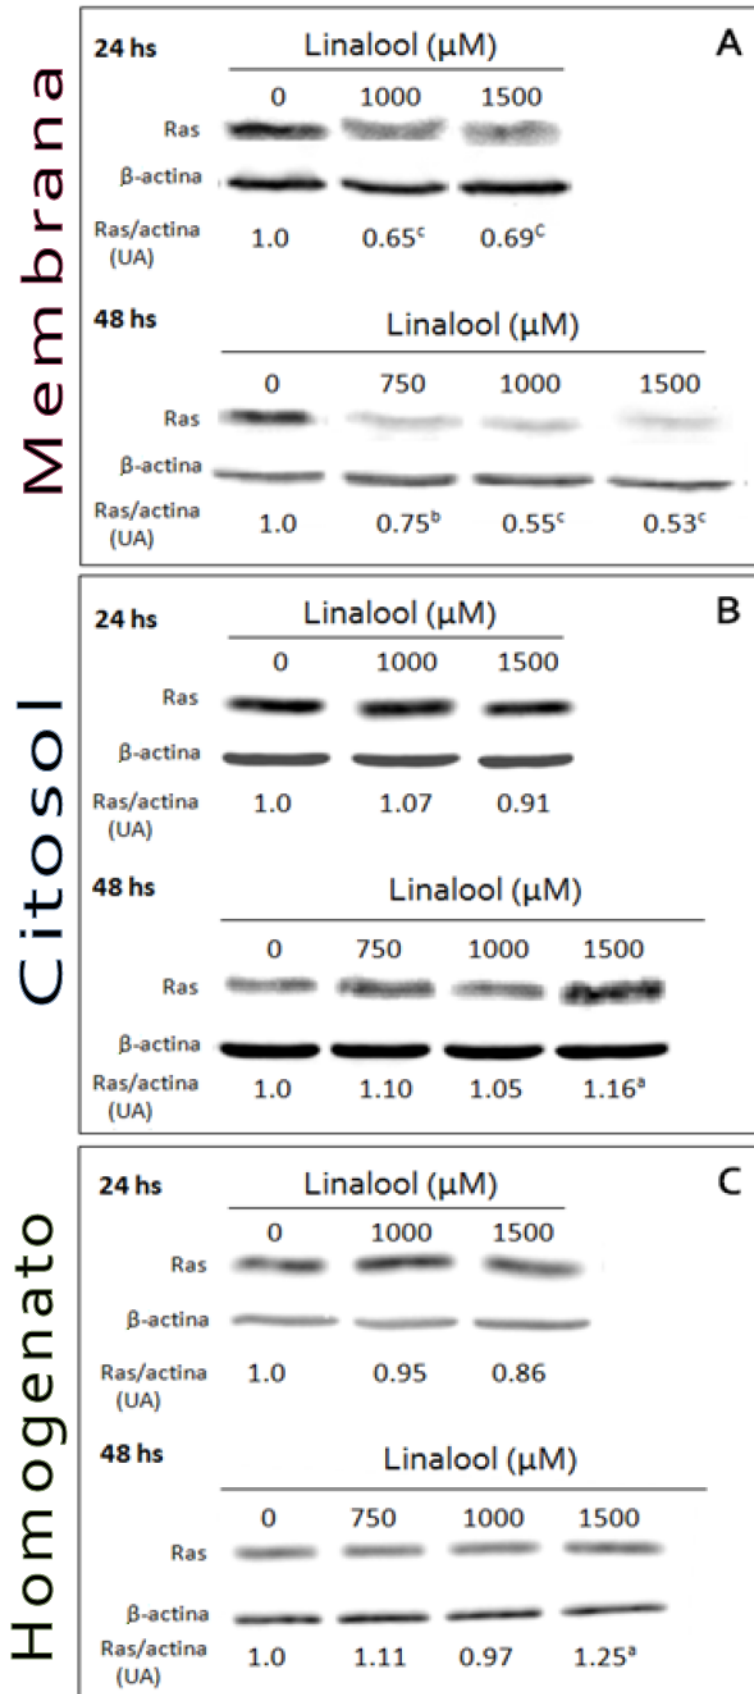 Membrana
24 hs Linalool (µM) A
0 1000 1500
Ras
β-actina
Ras/actina (UA) 1.0 0.65ᶜ 0.69ᶜ
48 hs Linalool (µM)
0 750 1000 1500
Ras
β-actina
Ras/actina (UA) 1.0 0.75ᵇ 0.55ᶜ 0.53ᶜ
Citosol
24 hs Linalool (µM) B
0 1000 1500
Ras
β-actina
Ras/actina (UA) 1.0 1.07 0.91
48 hs Linalool (µM)
0 750 1000 1500
Ras
β-actina
Ras/actina (UA) 1.0 1.10 1.05 1.16ᵃ
Homogenato
24 hs Linalool (µM) C
0 1000 1500
Ras
β-actina
Ras/actina (UA) 1.0 0.95 0.86
48 hs Linalool (µM)
0 750 1000 1500
Ras
β-actina
Ras/actina (UA) 1.0 1.11 0.97 1.25ᵃ